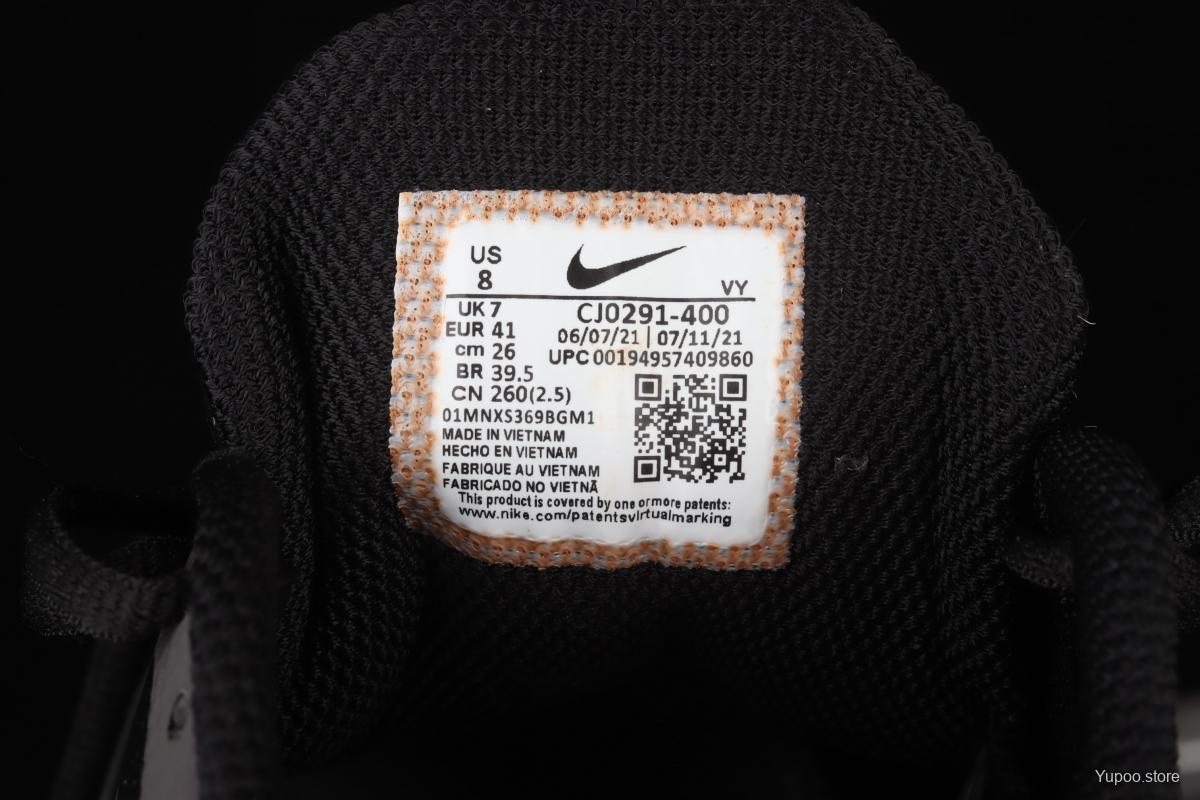 US
8
VY
UK 7
EUR 41
cm 26
BR 39.5
CN 260(2.5)
CJ0291-400
06/07/21 | 07/11/21
UPC 00194957409860
01MNXS369BGM1
MADE IN VIETNAM
HECHO EN VIETNAM
FABRIQUE AU VIETNAM
FABRICADO NO VIETNÃ
This product is covered by one or more patents:
www.nike.com/patentsvirtualmarking
Yupoo.store